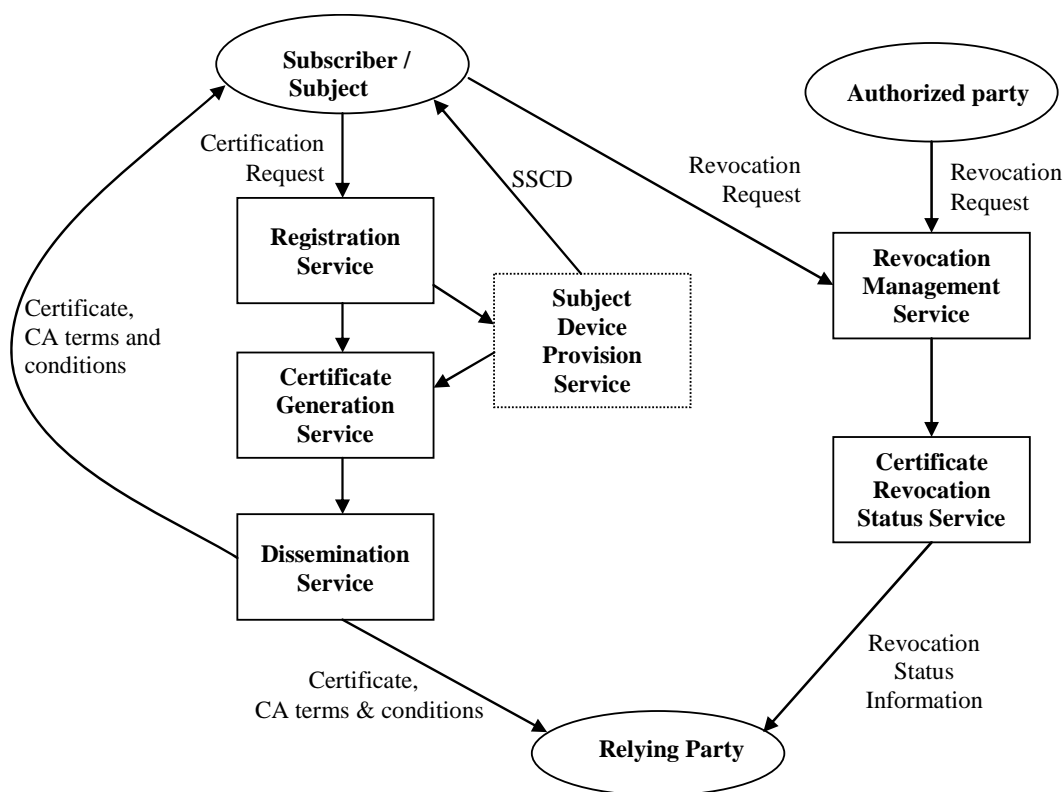 Subscriber /
Subject
Authorized party
Certification
Request
SSCD
Revocation
Request
Revocation
Request
Registration
Service
Subject
Device
Provision
Service
Revocation
Management
Service
Certificate,
CA terms and
conditions
Certificate
Generation
Service
Certificate
Revocation
Status Service
Dissemination
Service
Revocation
Status
Information
Certificate,
CA terms & conditions
Relying Party